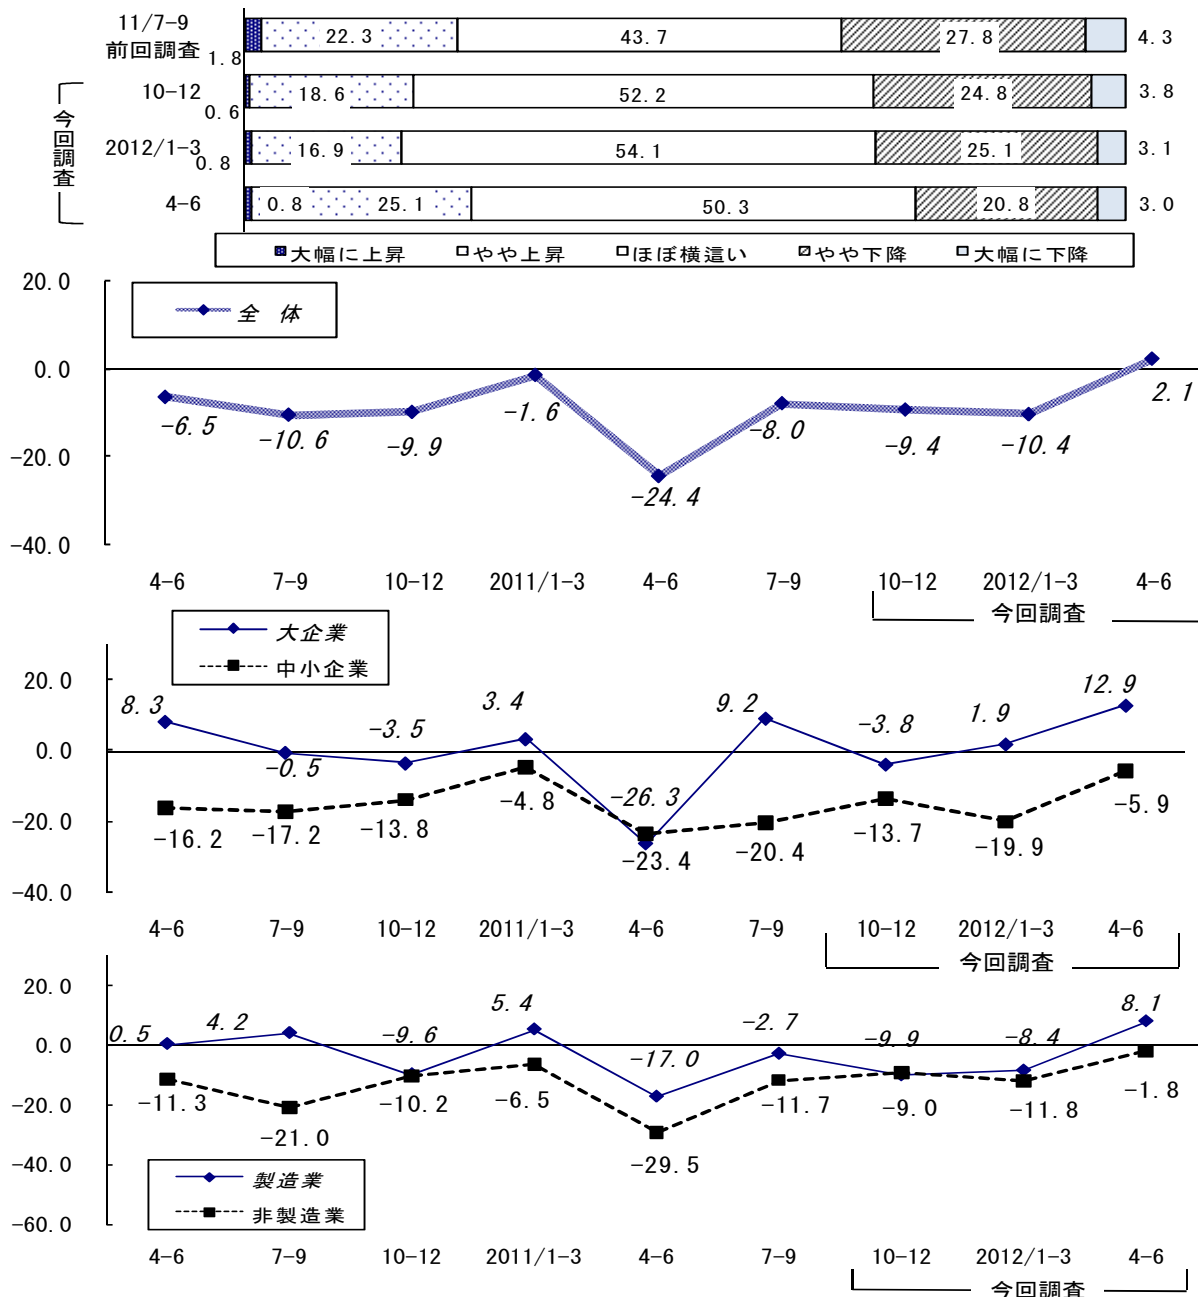 11/7-9
前回調査
1.8 22.3 43.7 27.8 4.3
10-12
0.6 18.6 52.2 24.8 3.8
今回調査
2012/1-3
0.8 16.9 54.1 25.1 3.1
4-6
0.8 25.1 50.3 20.8 3.0
大幅に上昇 やや上昇 ほぼ横這い やや下降 大幅に下降
20.0
全 体
0.0
-6.5 -10.6 -9.9 -1.6 -24.4 -8.0 -9.4 -10.4 2.1
-20.0
-40.0
4-6 7-9 10-12 2011/1-3 4-6 7-9 10-12 2012/1-3 4-6
今回調査
大企業
中小企業
20.0
8.3 -0.5 -3.5 3.4 -26.3 9.2 -3.8 1.9 12.9
0.0
-16.2 -17.2 -13.8 -4.8 -23.4 -20.4 -13.7 -19.9 -5.9
-20.0
-40.0
4-6 7-9 10-12 2011/1-3 4-6 7-9 10-12 2012/1-3 4-6
今回調査
20.0
0.5 4.2 -9.6 5.4 -17.0 -2.7 -9.9 -8.4 8.1
0.0
-11.3 -21.0 -10.2 -6.5 -29.5 -11.7 -9.0 -11.8 -1.8
-20.0
-40.0
製造業
非製造業
-60.0
4-6 7-9 10-12 2011/1-3 4-6 7-9 10-12 2012/1-3 4-6
今回調査